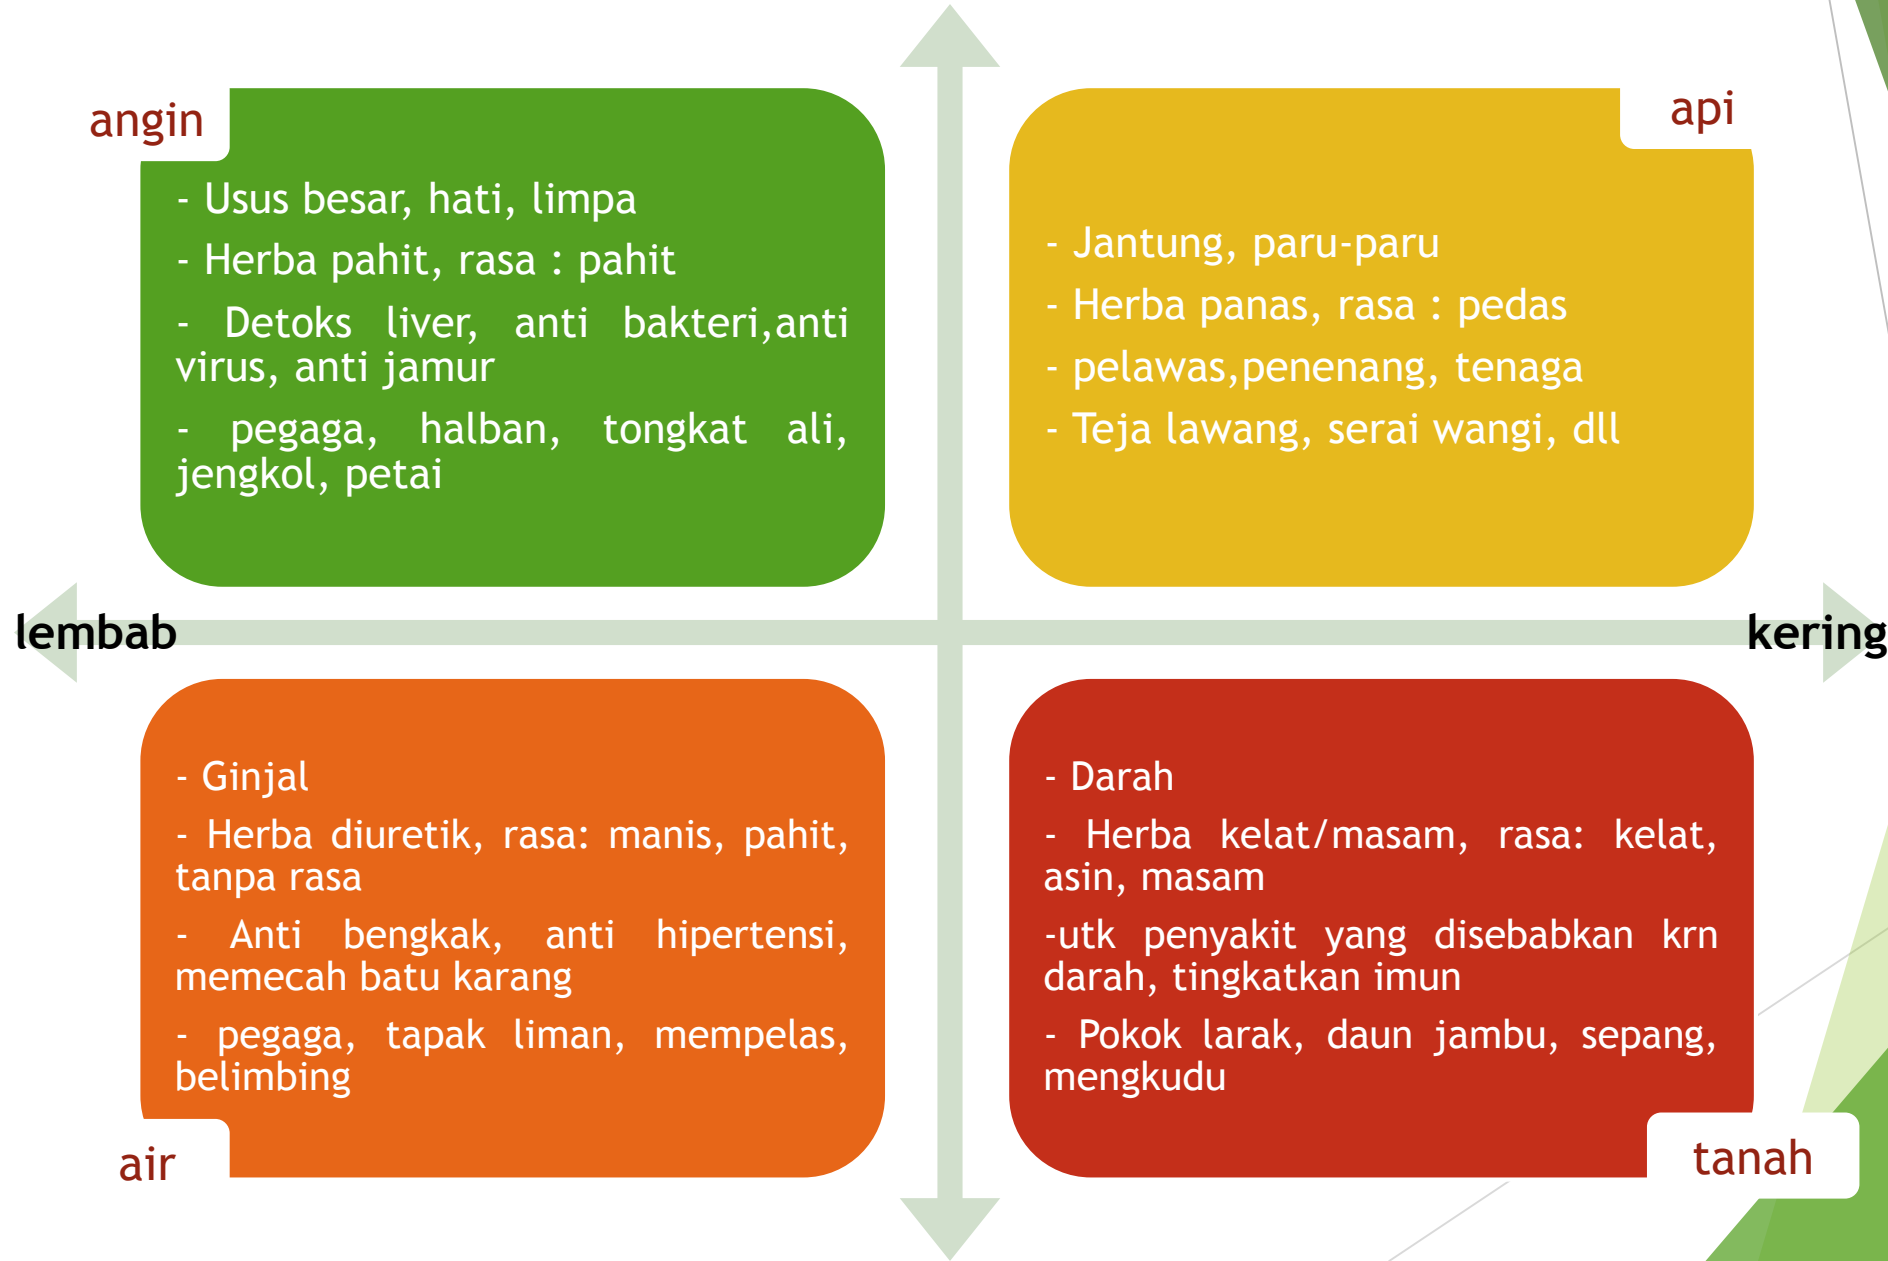 angin
- Usus besar, hati, limpa
- Herba pahit, rasa : pahit
- Detoks liver, anti bakteri,anti
virus, anti jamur
- pegaga, halban, tongkat ali,
jengkol, petai
api
- Jantung, paru-paru
- Herba panas, rasa : pedas
- pelawas,penenang, tenaga
- Teja lawang, serai wangi, dll
lembab
kering
- Ginjal
- Herba diuretik, rasa: manis, pahit,
tanpa rasa
- Anti bengkak, anti hipertensi,
memecah batu karang
- pegaga, tapak liman, mempelas,
belimbing
air
- Darah
- Herba kelat/masam, rasa: kelat,
asin, masam
-utk penyakit yang disebabkan krn
darah, tingkatkan imun
- Pokok larak, daun jambu, sepang,
mengkudu
tanah